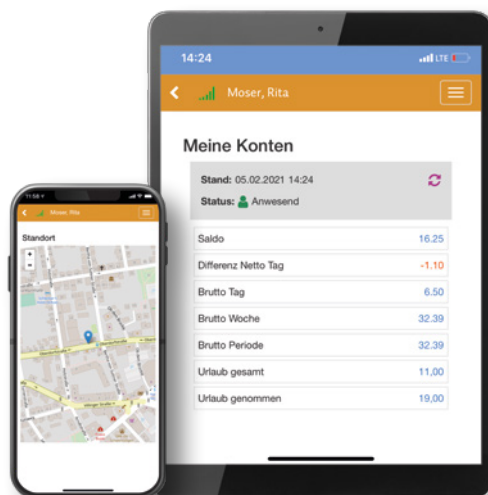 14:24
LTE
Moser, Rita
Meine Konten
Stand: 05.02.2021 14:24
Status: Anwesend
Saldo 16.25
Differenz Netto Tag -1.10
Brutto Tag 6.50
Brutto Woche 32.39
Brutto Periode 32.39
Urlaub gesamt 11,00
Urlaub genommen 19,00
11:58
Moser, Rita
Standort
+
−